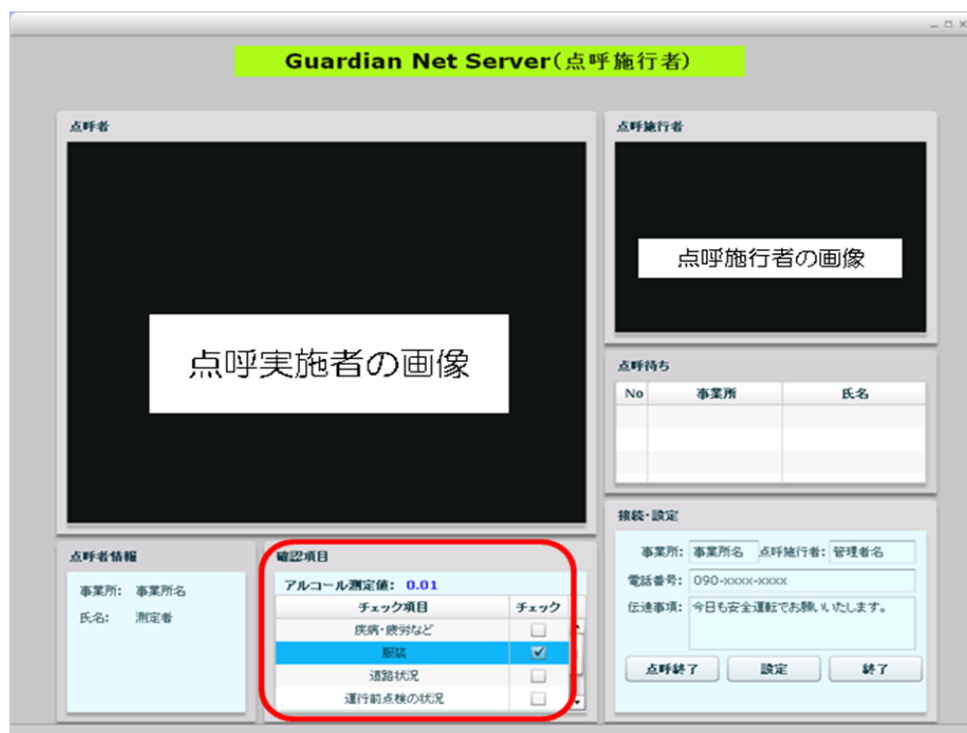 Guardian Net Server(点呼施行者)
点呼者
点呼実施者の画像
点呼施行者
点呼施行者の画像
点呼待ち
No 事業所 氏名
点呼者情報
事業所: 事業所名
氏名: 測定者
確認項目
アルコール測定値: 0.01
チェック項目 チェック
疾病・疲労など
服装
道路状況
運行前点検の状況
接続・設定
事業所: 事業所名 点呼施行者: 管理者名
電話番号: 090-xxxx-xxxx
伝達事項: 今日も安全運転でお願いいたします。
点呼終了 設定 終了